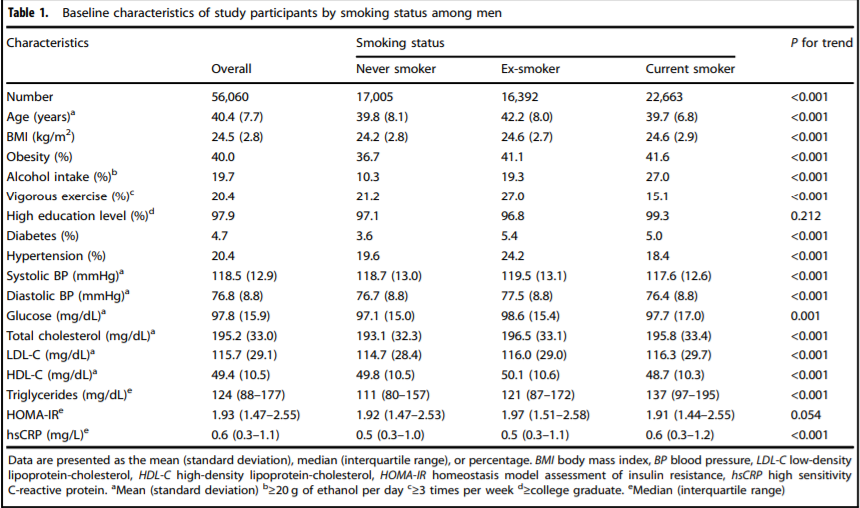 Table 1. Baseline characteristics of study participants by smoking status among men
Characteristics Smoking status P for trend
Overall Never smoker Ex-smoker Current smoker
Number 56,060 17,005 16,392 22,663 <0.001
Age (years)a 40.4 (7.7) 39.8 (8.1) 42.2 (8.0) 39.7 (6.8) <0.001
BMI (kg/m2) 24.5 (2.8) 24.2 (2.8) 24.6 (2.7) 24.6 (2.9) <0.001
Obesity (%) 40.0 36.7 41.1 41.6 <0.001
Alcohol intake (%)b 19.7 10.3 19.3 27.0 <0.001
Vigorous exercise (%)c 20.4 21.2 27.0 15.1 <0.001
High education level (%)d 97.9 97.1 96.8 99.3 0.212
Diabetes (%) 4.7 3.6 5.4 5.0 <0.001
Hypertension (%) 20.4 19.6 24.2 18.4 <0.001
Systolic BP (mmHg)a 118.5 (12.9) 118.7 (13.0) 119.5 (13.1) 117.6 (12.6) <0.001
Diastolic BP (mmHg)a 76.8 (8.8) 76.7 (8.8) 77.5 (8.8) 76.4 (8.8) <0.001
Glucose (mg/dL)a 97.8 (15.9) 97.1 (15.0) 98.6 (15.4) 97.7 (17.0) 0.001
Total cholesterol (mg/dL)a 195.2 (33.0) 193.1 (32.3) 196.5 (33.1) 195.8 (33.4) <0.001
LDL-C (mg/dL)a 115.7 (29.1) 114.7 (28.4) 116.0 (29.0) 116.3 (29.7) <0.001
HDL-C (mg/dL)a 49.4 (10.5) 49.8 (10.5) 50.1 (10.6) 48.7 (10.3) <0.001
Triglycerides (mg/dL)e 124 (88–177) 111 (80–157) 121 (87–172) 137 (97–195) <0.001
HOMA-IRe 1.93 (1.47–2.55) 1.92 (1.47–2.53) 1.97 (1.51–2.58) 1.91 (1.44–2.55) 0.054
hsCRP (mg/L)e 0.6 (0.3–1.1) 0.5 (0.3–1.0) 0.5 (0.3–1.1) 0.6 (0.3–1.2) <0.001
Data are presented as the mean (standard deviation), median (interquartile range), or percentage. BMI body mass index, BP blood pressure, LDL-C low-density
lipoprotein-cholesterol, HDL-C high-density lipoprotein-cholesterol, HOMA-IR homeostasis model assessment of insulin resistance, hsCRP high sensitivity
C-reactive protein. aMean (standard deviation) b≥20 g of ethanol per day c≥3 times per week d≥college graduate. eMedian (interquartile range)